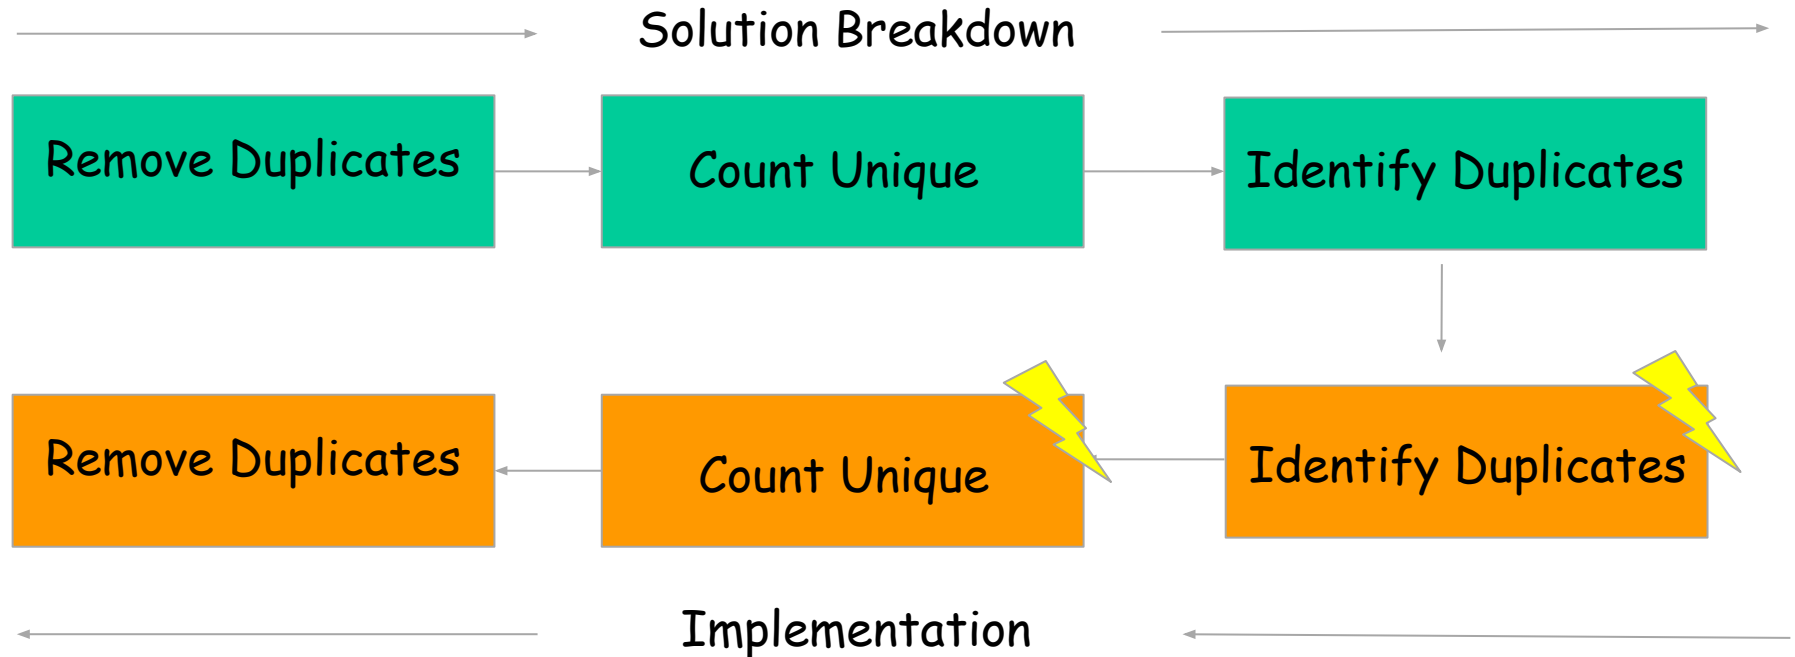 Solution Breakdown
Remove Duplicates
Count Unique
Identify Duplicates
Remove Duplicates
Count Unique
Identify Duplicates
Implementation